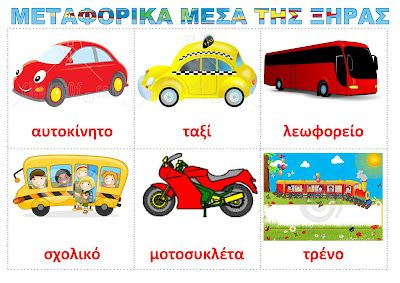 ΜΕΤΑΦΟΡΙΚΑ ΜΕΣΑ ΤΗΣ ΞΗΡΑΣ
αυτοκίνητο
ταξί
λεωφορείο
σχολικό
μοτοσυκλέτα
τρένο